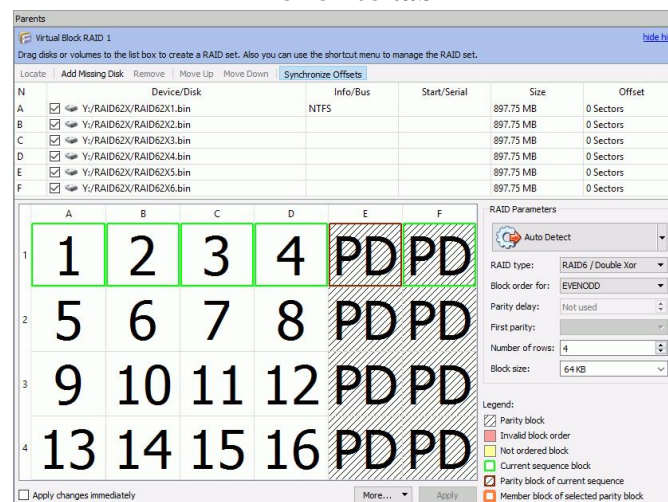 Parents
Virtual Block RAID 1
hide hi
Drag disks or volumes to the list box to create a RAID set. Also you can use the shortcut menu to manage the RAID set.
Locate Add Missing Disk Remove Move Up Move Down Synchronize Offsets
N Device/Disk Info/Bus Start/Serial Size Offset
A Y:/RAID62X/RAID62X1.bin NTFS 897.75 MB 0 Sectors
B Y:/RAID62X/RAID62X2.bin 897.75 MB 0 Sectors
C Y:/RAID62X/RAID62X3.bin 897.75 MB 0 Sectors
D Y:/RAID62X/RAID62X4.bin 897.75 MB 0 Sectors
E Y:/RAID62X/RAID62X5.bin 897.75 MB 0 Sectors
F Y:/RAID62X/RAID62X6.bin 897.75 MB 0 Sectors
A B C D E F
1 1 2 3 4 PD PD
2 5 6 7 8 PD PD
3 9 10 11 12 PD PD
4 13 14 15 16 PD PD
RAID Parameters
Auto Detect
RAID type: RAID6 / Double Xor
Block order for: EVENODD
Parity delay: Not used
First parity:
Number of rows: 4
Block size: 64 KB
Legend:
Parity block
Invalid block order
Not ordered block
Current sequence block
Parity block of current sequence
Member block of selected parity block
Apply changes immediately More... Apply